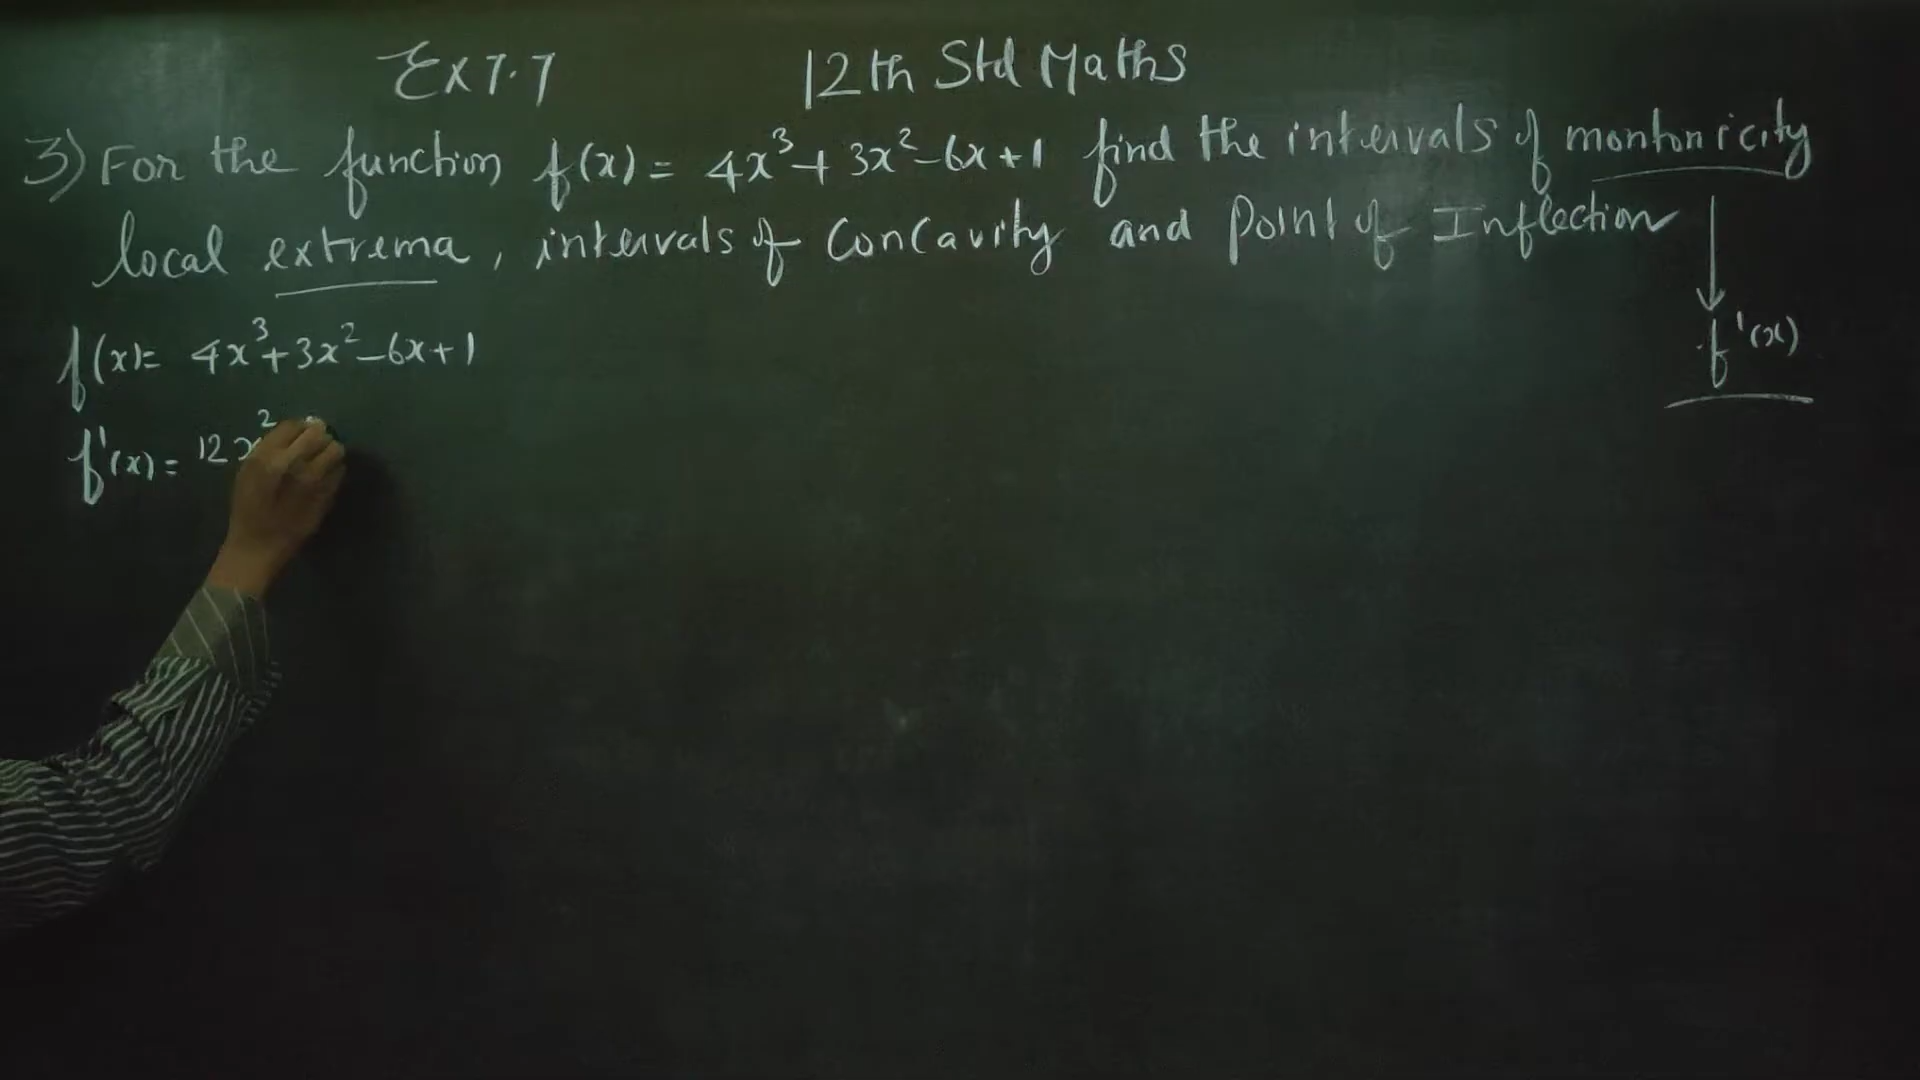 Ex 7.7 12th Std Maths
3) For the function f(x) = 4x³ + 3x² - 6x + 1 find the intervals of montonicity
local extrema, intervals of Concavity and Point of Inflection
f(x)= 4x³ + 3x² - 6x + 1
f'(x)
f'(x) = 12x²